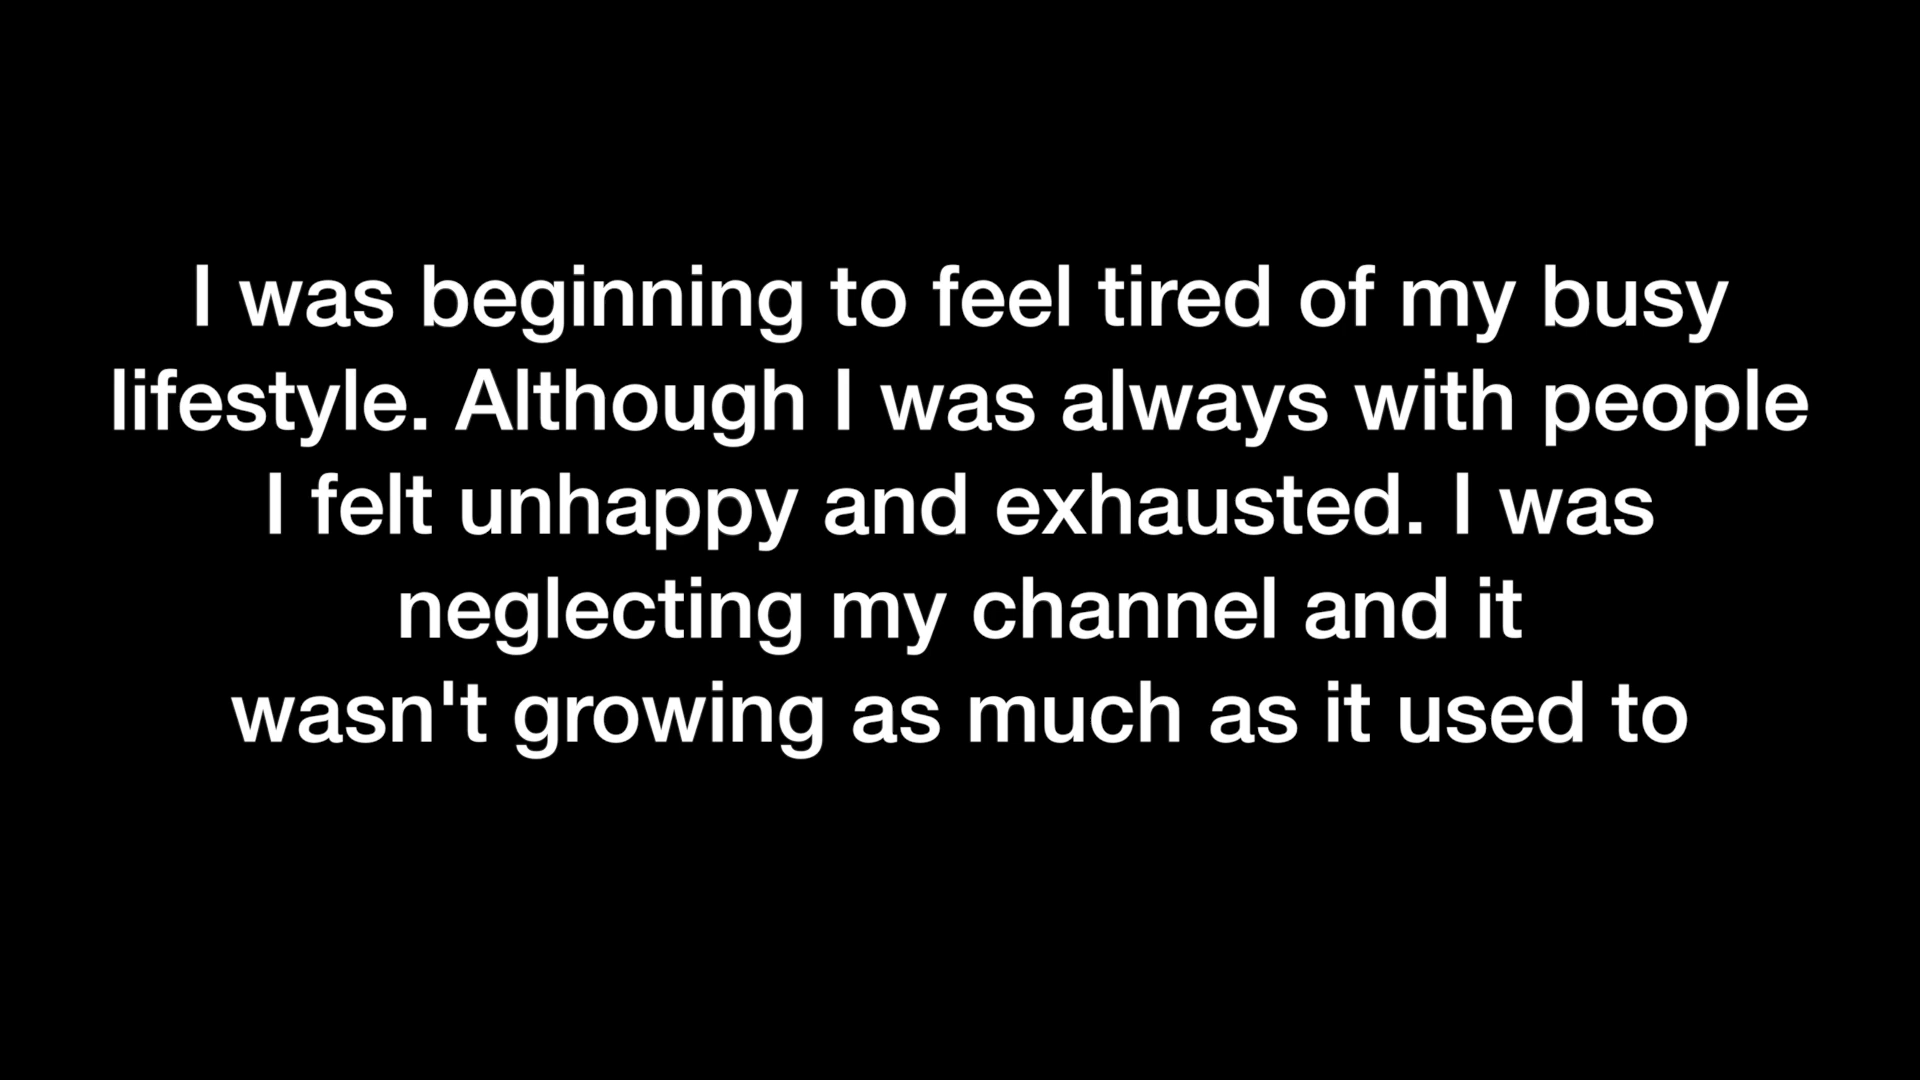 I was beginning to feel tired of my busy
lifestyle. Although I was always with people
I felt unhappy and exhausted. I was
neglecting my channel and it
wasn't growing as much as it used to